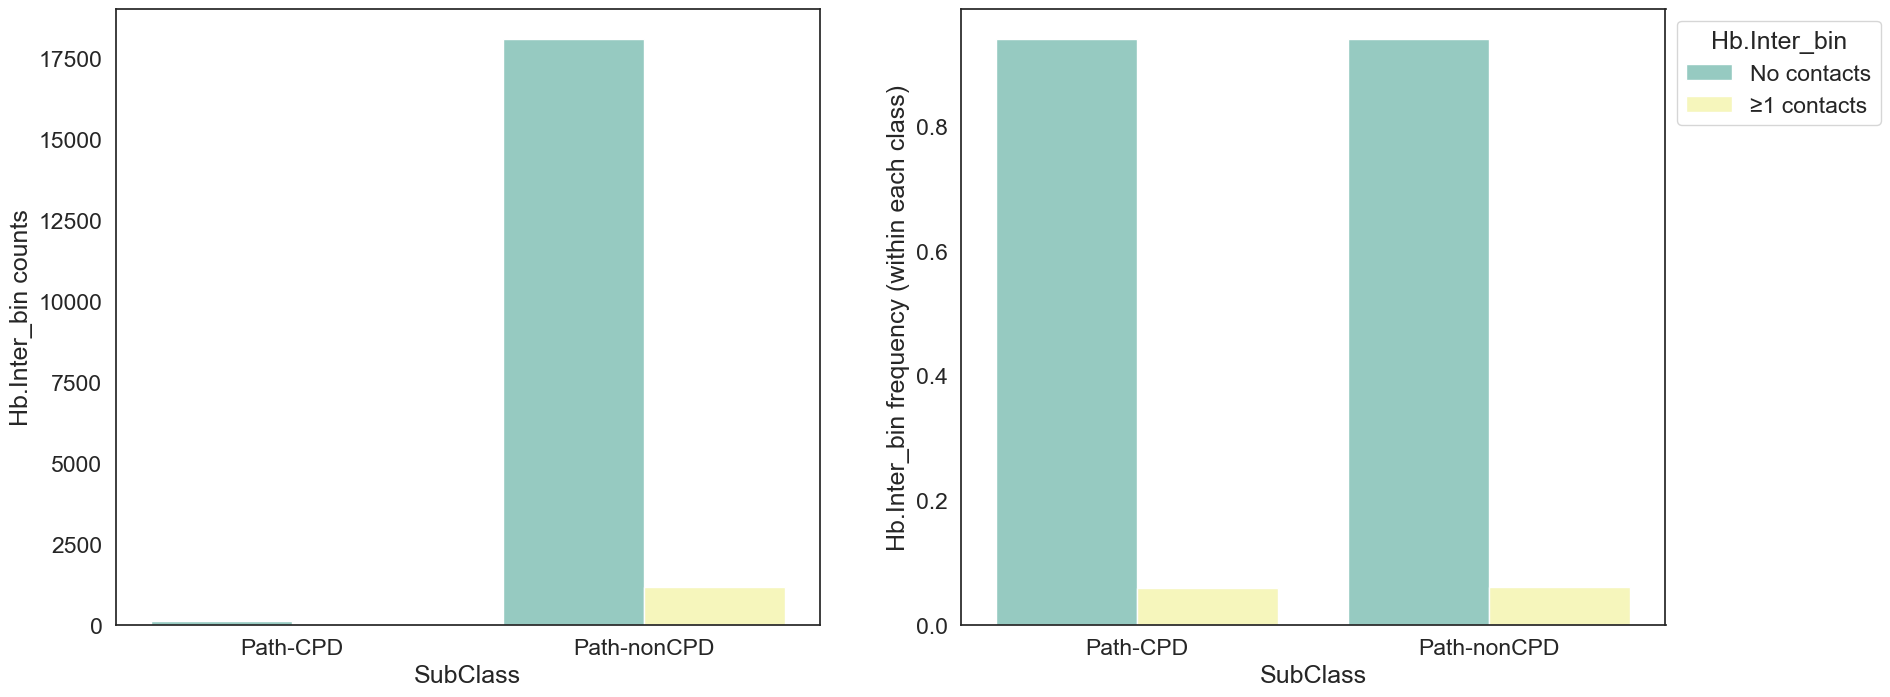 Hb.Inter_bin counts
17500
15000
12500
10000
7500
5000
2500
0
Path-CPD
Path-nonCPD
SubClass
Hb.Inter_bin frequency (within each class)
0.8
0.6
0.4
0.2
0.0
Path-CPD
Path-nonCPD
SubClass
Hb.Inter_bin
No contacts
≥1 contacts